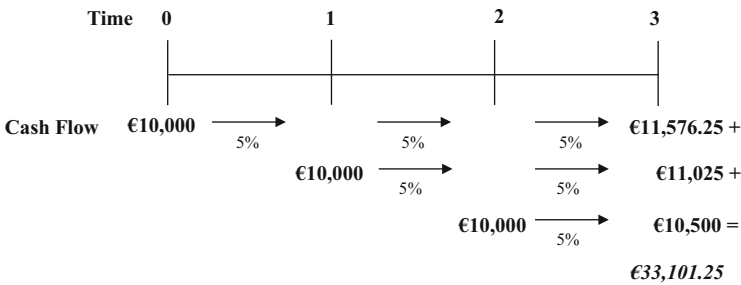 Time 0 1 2 3
Cash Flow €10,000 €11,576.25 +
5% 5% 5%
€10,000 €11,025 +
5% 5%
€10,000 €10,500 =
5%
€33,101.25